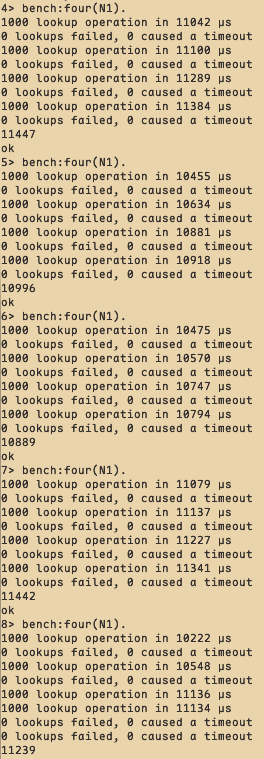 4> bench:four(N1).
1000 lookup operation in 11042 µs
0 lookups failed, 0 caused a timeout
1000 lookup operation in 11100 µs
0 lookups failed, 0 caused a timeout
1000 lookup operation in 11289 µs
0 lookups failed, 0 caused a timeout
1000 lookup operation in 11384 µs
0 lookups failed, 0 caused a timeout
11447
ok
5> bench:four(N1).
1000 lookup operation in 10455 µs
0 lookups failed, 0 caused a timeout
1000 lookup operation in 10634 µs
0 lookups failed, 0 caused a timeout
1000 lookup operation in 10881 µs
0 lookups failed, 0 caused a timeout
1000 lookup operation in 10918 µs
0 lookups failed, 0 caused a timeout
10996
ok
6> bench:four(N1).
1000 lookup operation in 10475 µs
0 lookups failed, 0 caused a timeout
1000 lookup operation in 10570 µs
0 lookups failed, 0 caused a timeout
1000 lookup operation in 10747 µs
0 lookups failed, 0 caused a timeout
1000 lookup operation in 10794 µs
0 lookups failed, 0 caused a timeout
10889
ok
7> bench:four(N1).
1000 lookup operation in 11079 µs
0 lookups failed, 0 caused a timeout
1000 lookup operation in 11137 µs
0 lookups failed, 0 caused a timeout
1000 lookup operation in 11227 µs
0 lookups failed, 0 caused a timeout
1000 lookup operation in 11341 µs
0 lookups failed, 0 caused a timeout
11442
ok
8> bench:four(N1).
1000 lookup operation in 10222 µs
0 lookups failed, 0 caused a timeout
1000 lookup operation in 10548 µs
1000 lookup operation in 11136 µs
1000 lookup operation in 11134 µs
0 lookups failed, 0 caused a timeout
0 lookups failed, 0 caused a timeout
0 lookups failed, 0 caused a timeout
11239